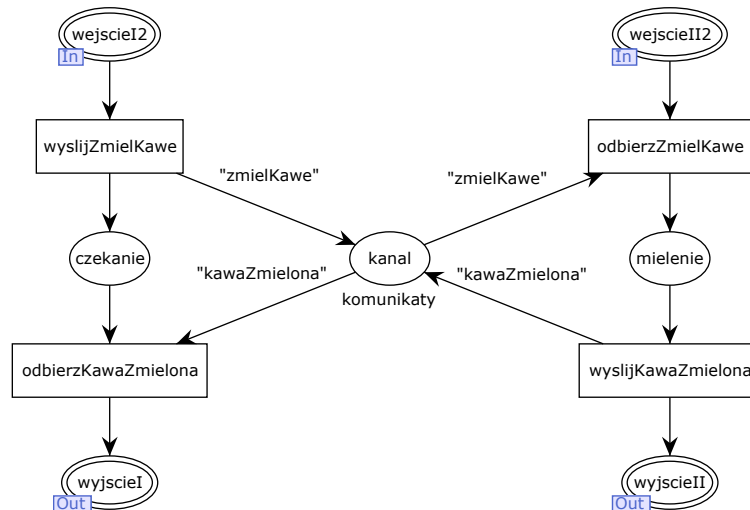 wejscieI2
In
wejscieII2
In
wyslijZmielKawe
odbierzZmielKawe
"zmielKawe"
"zmielKawe"
czekanie
kanal
mielenie
"kawaZmielona"
"kawaZmielona"
komunikaty
odbierzKawaZmielona
wyslijKawaZmielona
wyjscieI
Out
wyjscieII
Out